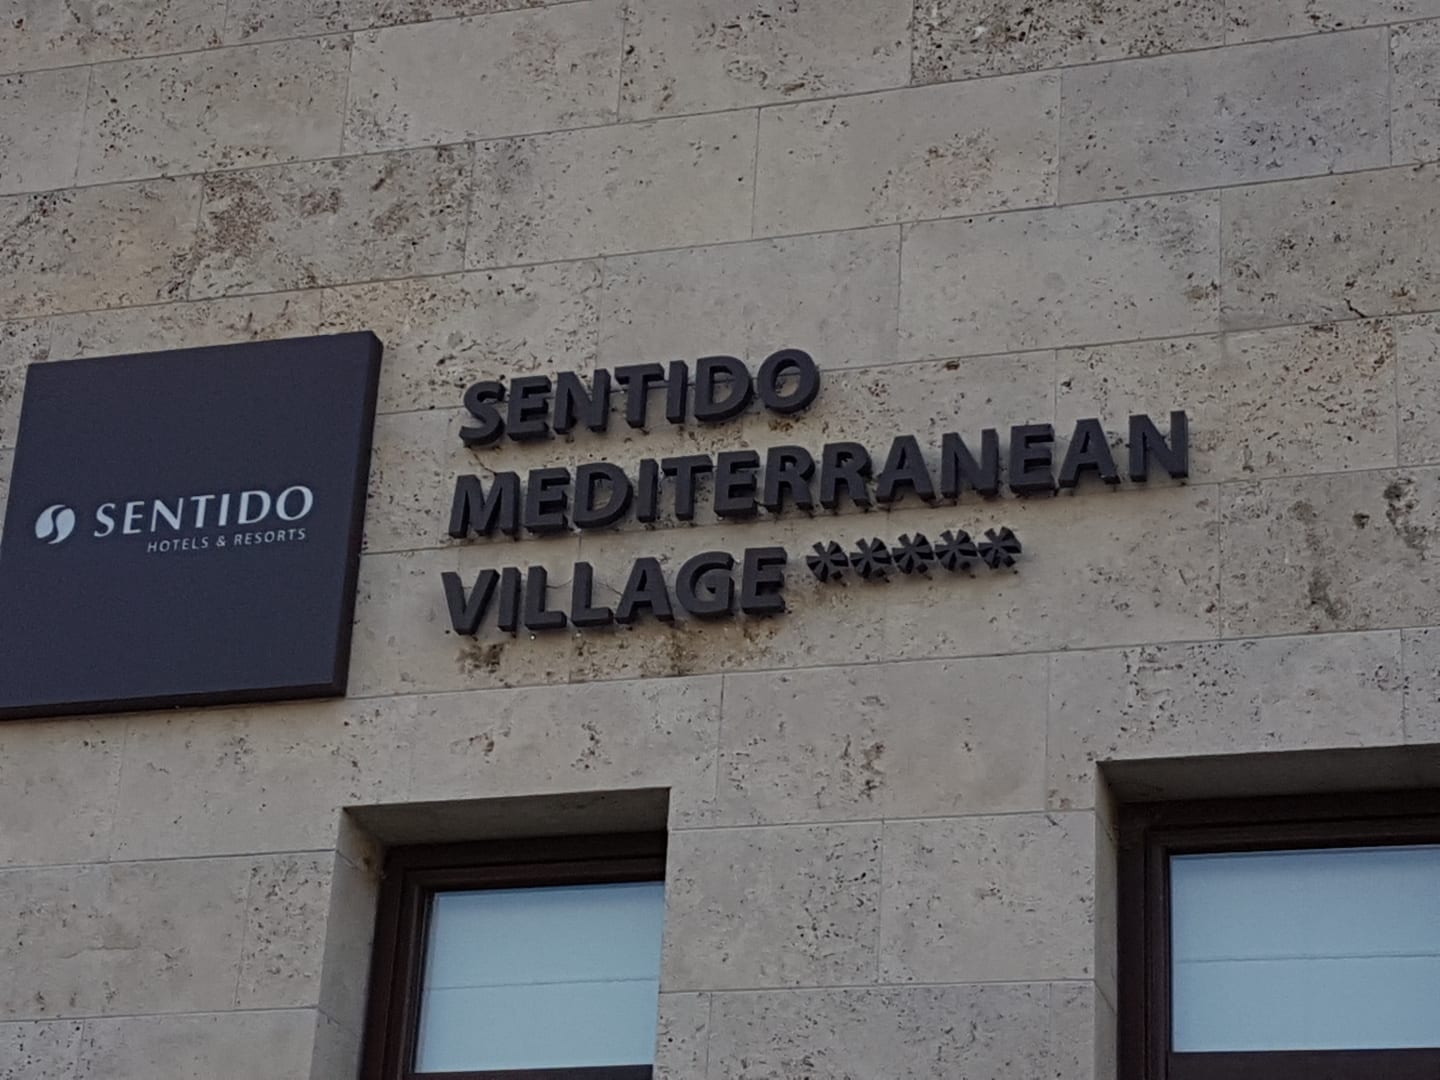 SENTIDO
HOTELS & RESORTS
SENTIDO
MEDITERRANEAN
VILLAGE *****